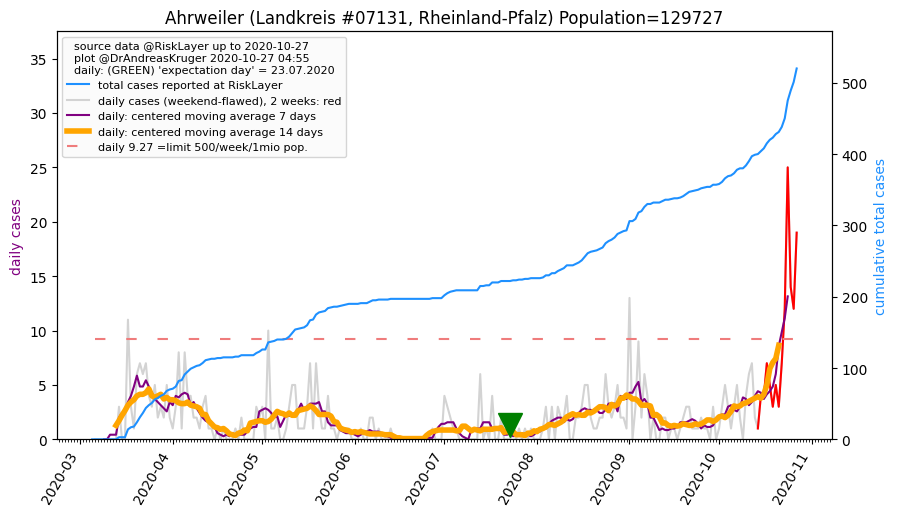 Ahrweiler (Landkreis #07131, Rheinland-Pfalz) Population=129727
source data @RiskLayer up to 2020-10-27
plot @DrAndreasKruger 2020-10-27 04:55
daily: (GREEN) 'expectation day' = 23.07.2020
total cases reported at RiskLayer
daily cases (weekend-flawed), 2 weeks: red
daily: centered moving average 7 days
daily: centered moving average 14 days
daily 9.27 =limit 500/week/1mio pop.
daily cases
35
30
25
20
15
10
5
0
cumulative total cases
500
400
300
200
100
0
2020-03
2020-04
2020-05
2020-06
2020-07
2020-08
2020-09
2020-10
2020-11